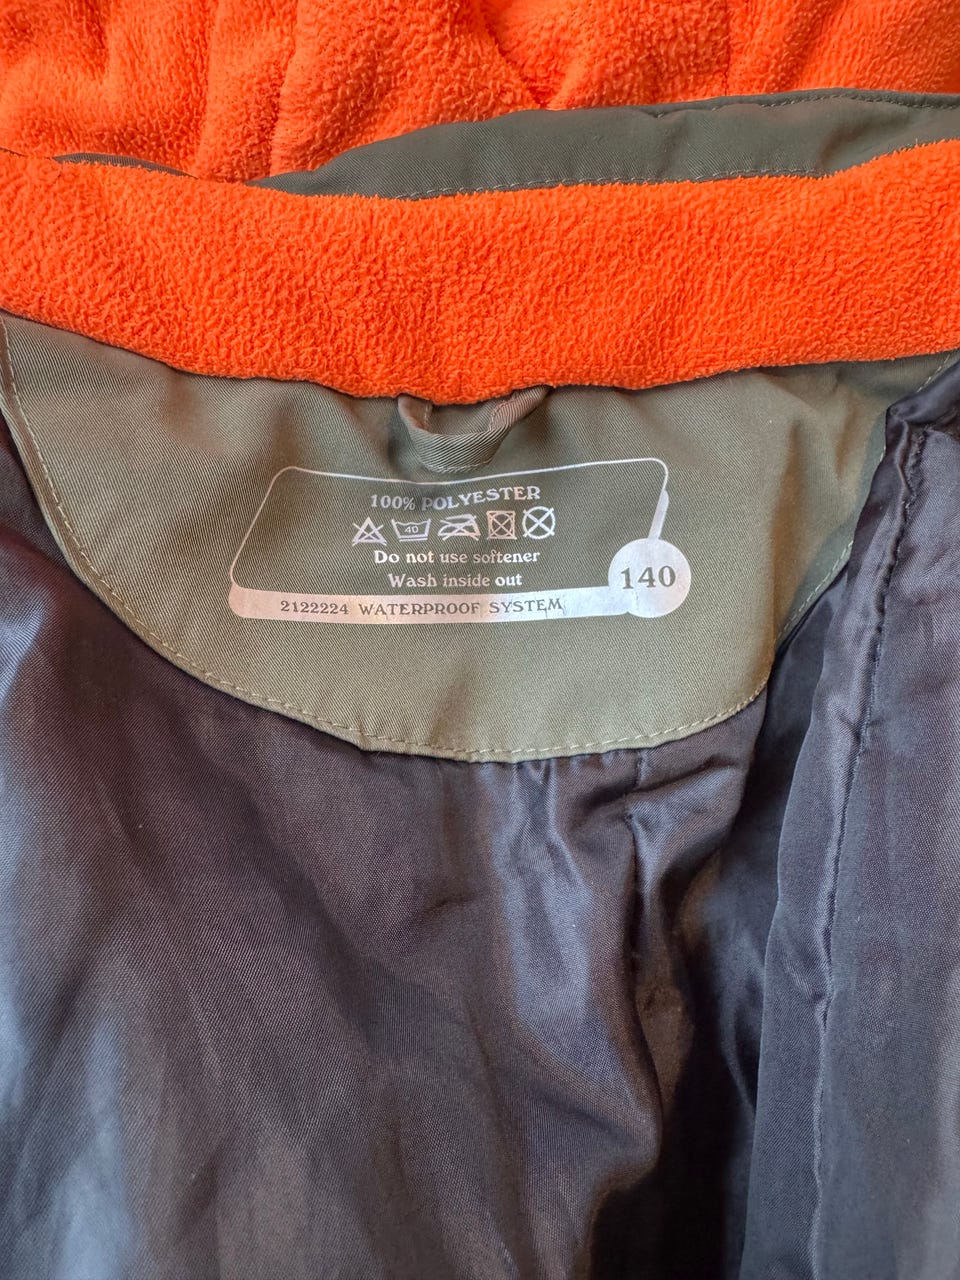 100% POLYESTER
40
Do not use softener
Wash inside out
140
2122224 WATERPROOF SYSTEM